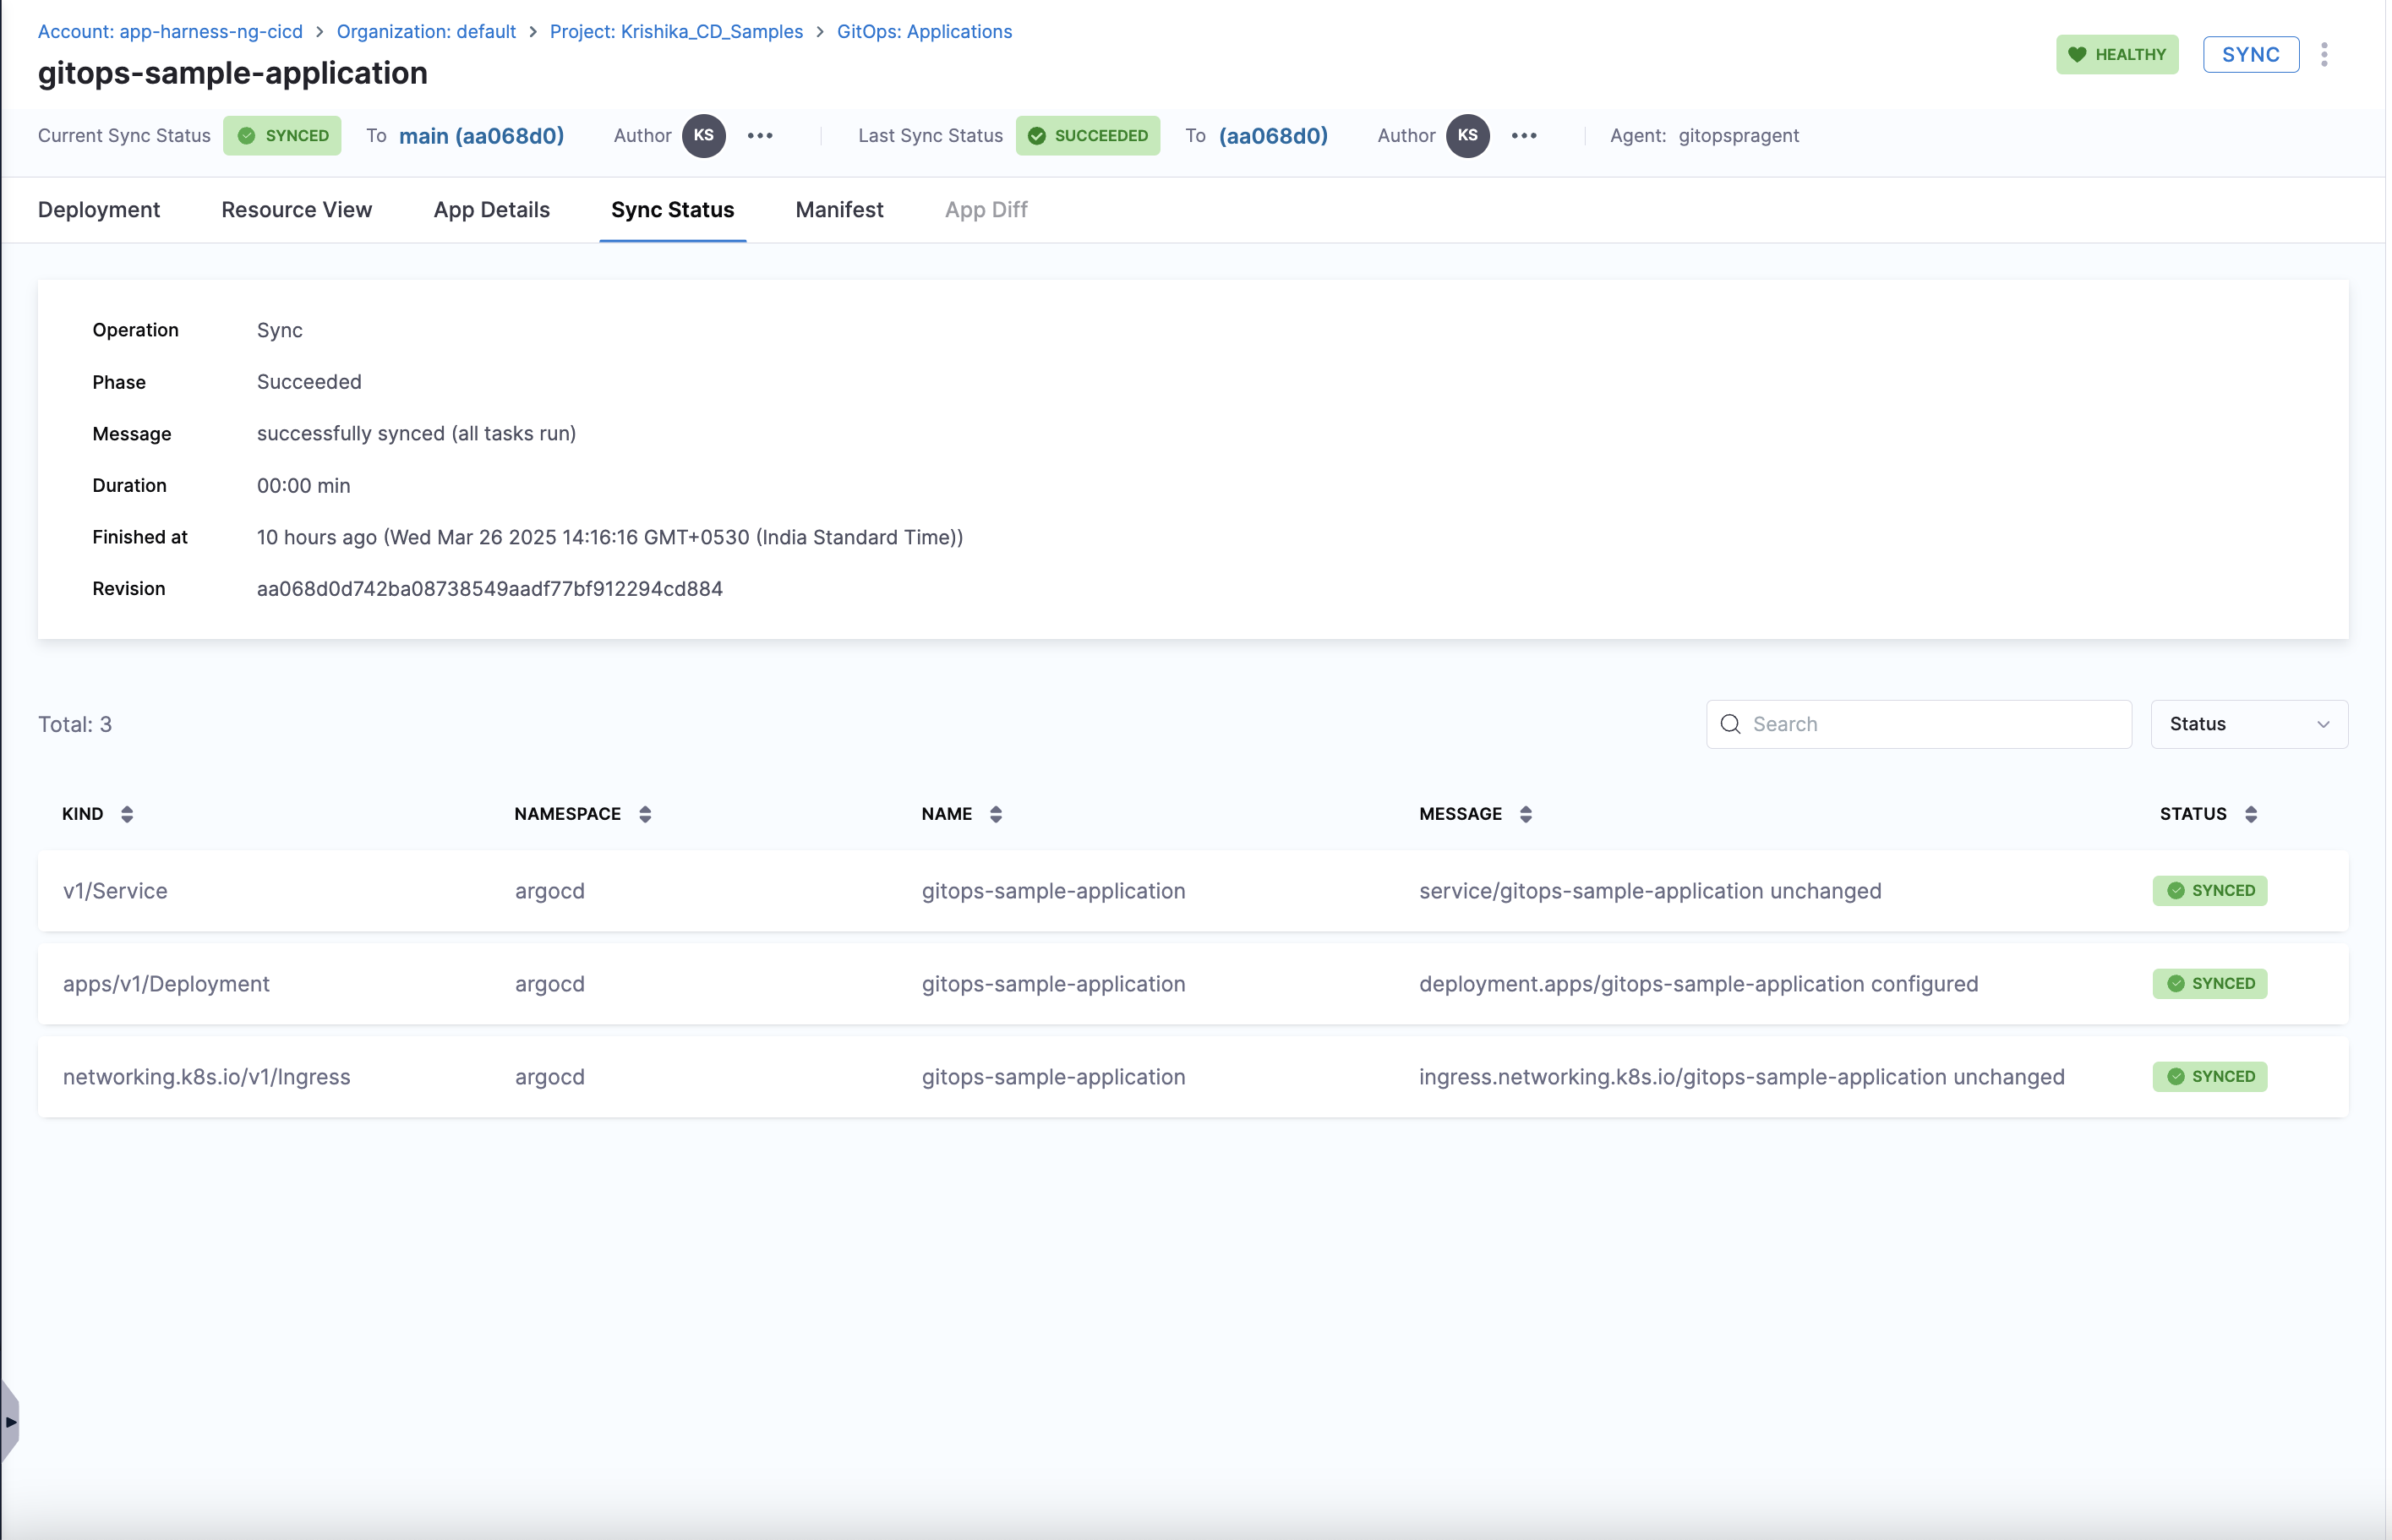 Account: app-harness-ng-cicd > Organization: default > Project: Krishika_CD_Samples > GitOps: Applications
gitops-sample-application
HEALTHY
SYNC
Current Sync Status SYNCED To main (aa068d0) Author KS ••• Last Sync Status SUCCEEDED To (aa068d0) Author KS ••• Agent: gitopspragent
Deployment Resource View App Details Sync Status Manifest App Diff
Operation Sync
Phase Succeeded
Message successfully synced (all tasks run)
Duration 00:00 min
Finished at 10 hours ago (Wed Mar 26 2025 14:16:16 GMT+0530 (India Standard Time))
Revision aa068d0d742ba08738549aadf77bf912294cd884
Total: 3 Search Status
KIND NAMESPACE NAME MESSAGE STATUS
v1/Service argocd gitops-sample-application service/gitops-sample-application unchanged SYNCED
apps/v1/Deployment argocd gitops-sample-application deployment.apps/gitops-sample-application configured SYNCED
networking.k8s.io/v1/Ingress argocd gitops-sample-application ingress.networking.k8s.io/gitops-sample-application unchanged SYNCED